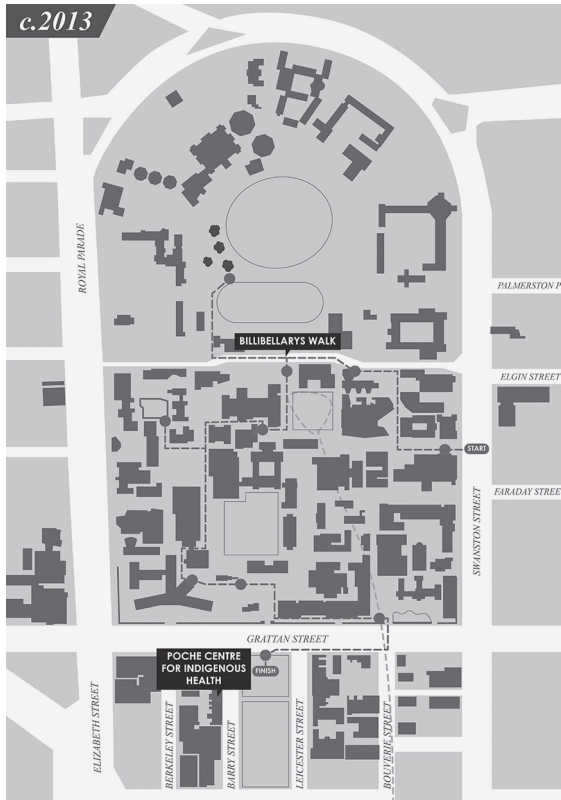 c.2013
ROYAL PARADE
PALMERSTON P
BILLIBELLARYS WALK
ELGIN STREET
START
FARADAY STREE
SWANSTON STREET
GRATTAN STREET
POCHE CENTRE
FOR INDIGENOUS
HEALTH
FINISH
ELIZABETH STREET
BERKELEY STREET
BARRY STREET
LEICESTER STREET
BOUVERIE STREET